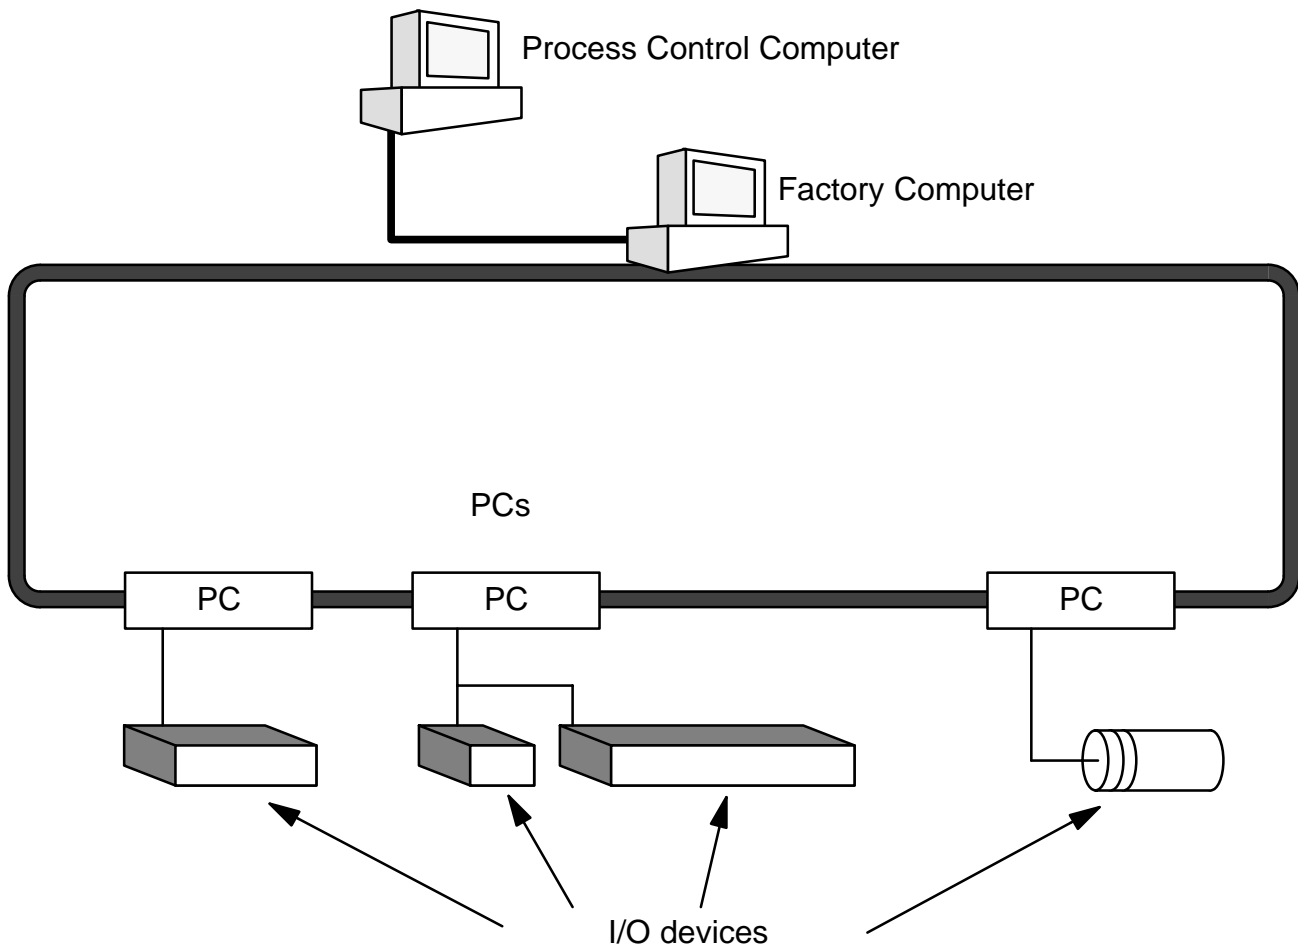 Process Control Computer
Factory Computer
PCs
PC
PC
PC
I/O devices